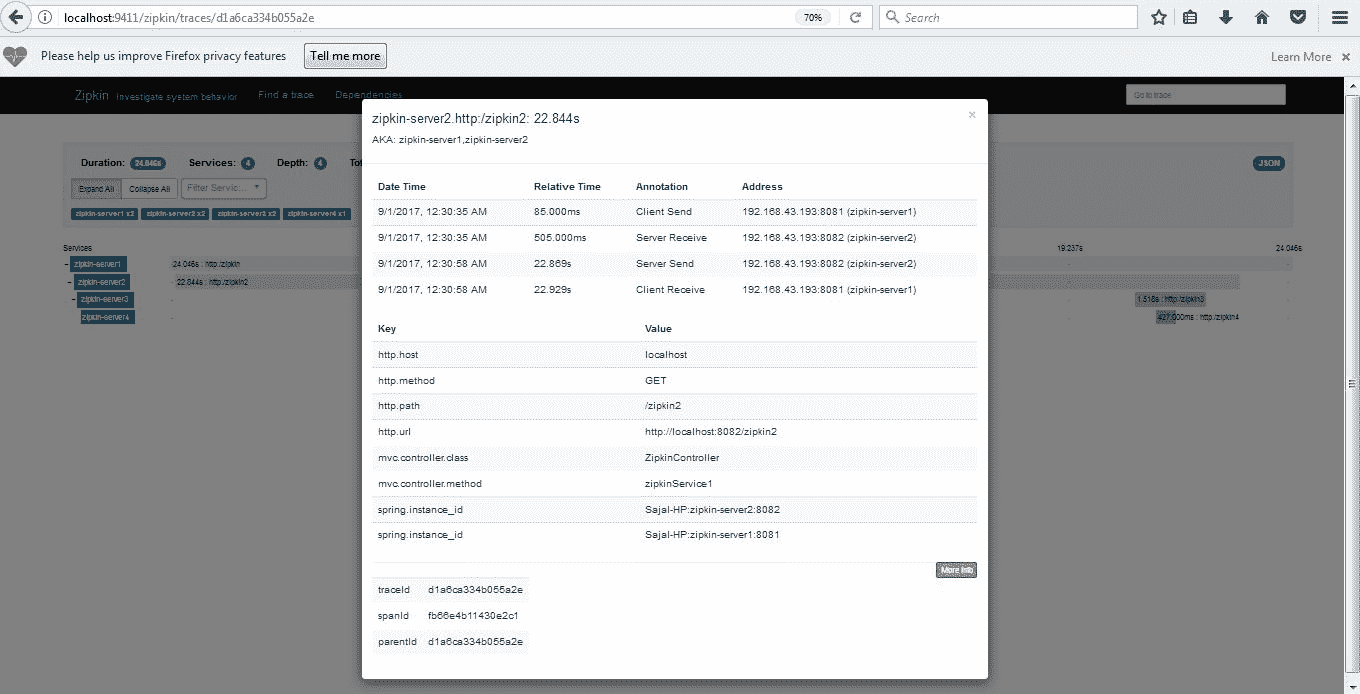 localhost:9411/zipkin/traces/d1a6ca334b055a2e 70% Search
Please help us improve Firefox privacy features Tell me more Learn More
Zipkin Investigate system behavior Find a trace Dependencies Go to trace
zipkin-server2.http:/zipkin2: 22.844s
AKA: zipkin-server1,zipkin-server2
Duration: 24.046s Services: 4 Depth: 4 JSON
Expand All Collapse All Filter Servic...
zipkin-server1 x2 zipkin-server2 x2 zipkin-server3 x2 zipkin-server4 x1
Date Time Relative Time Annotation Address
9/1/2017, 12:30:35 AM 85.000ms Client Send 192.168.43.193:8081 (zipkin-server1)
9/1/2017, 12:30:35 AM 505.000ms Server Receive 192.168.43.193:8082 (zipkin-server2)
9/1/2017, 12:30:58 AM 22.869s Server Send 192.168.43.193:8082 (zipkin-server2)
9/1/2017, 12:30:58 AM 22.929s Client Receive 192.168.43.193:8081 (zipkin-server1)
Services 19.237s 24.046s
zipkin-server1 24.046s : http:/zipkin
zipkin-server2 22.844s : http:/zipkin2
zipkin-server3 1.518s : http:/zipkin3
zipkin-server4 427.000ms : http:/zipkin4
Key Value
http.host localhost
http.method GET
http.path /zipkin2
http.url http://localhost:8082/zipkin2
mvc.controller.class ZipkinController
mvc.controller.method zipkinService1
spring.instance_id Sajal-HP:zipkin-server2:8082
spring.instance_id Sajal-HP:zipkin-server1:8081
More Info
traceId d1a6ca334b055a2e
spanId fb66e4b11430e2c1
parentId d1a6ca334b055a2e